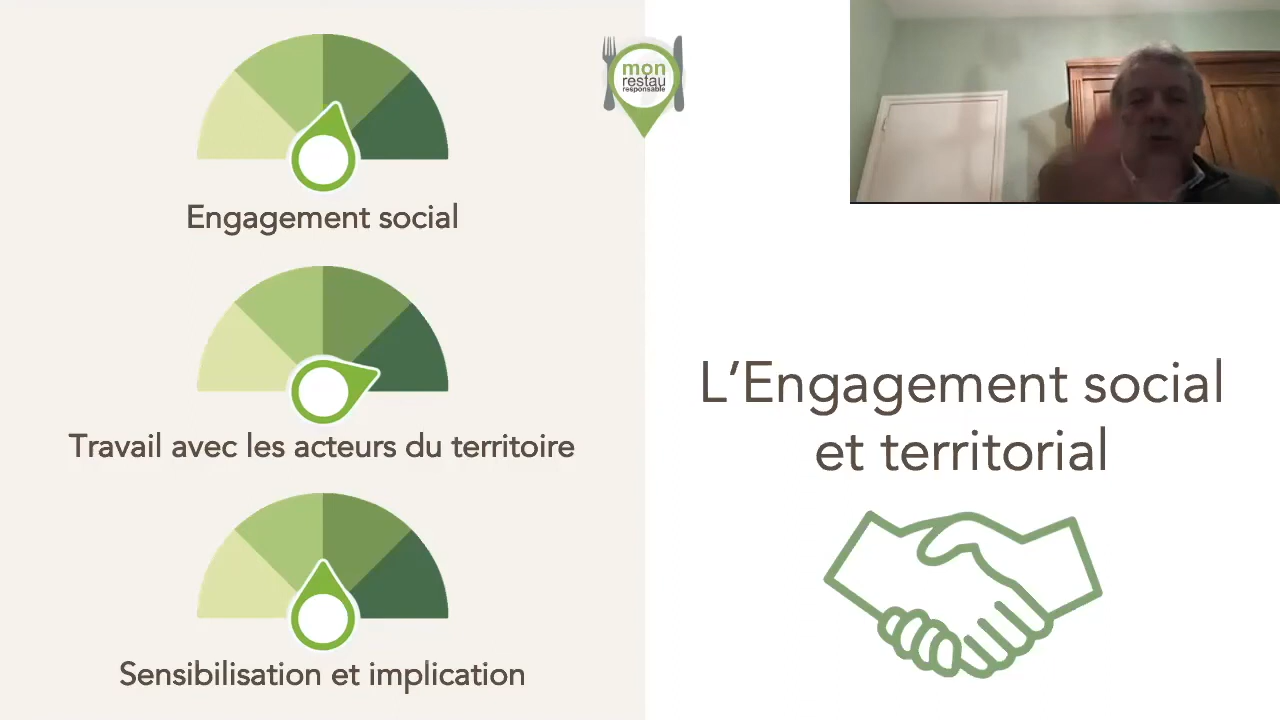 Engagement social
Travail avec les acteurs du territoire
Sensibilisation et implication
mon
restau
responsable
L'Engagement social
et territorial